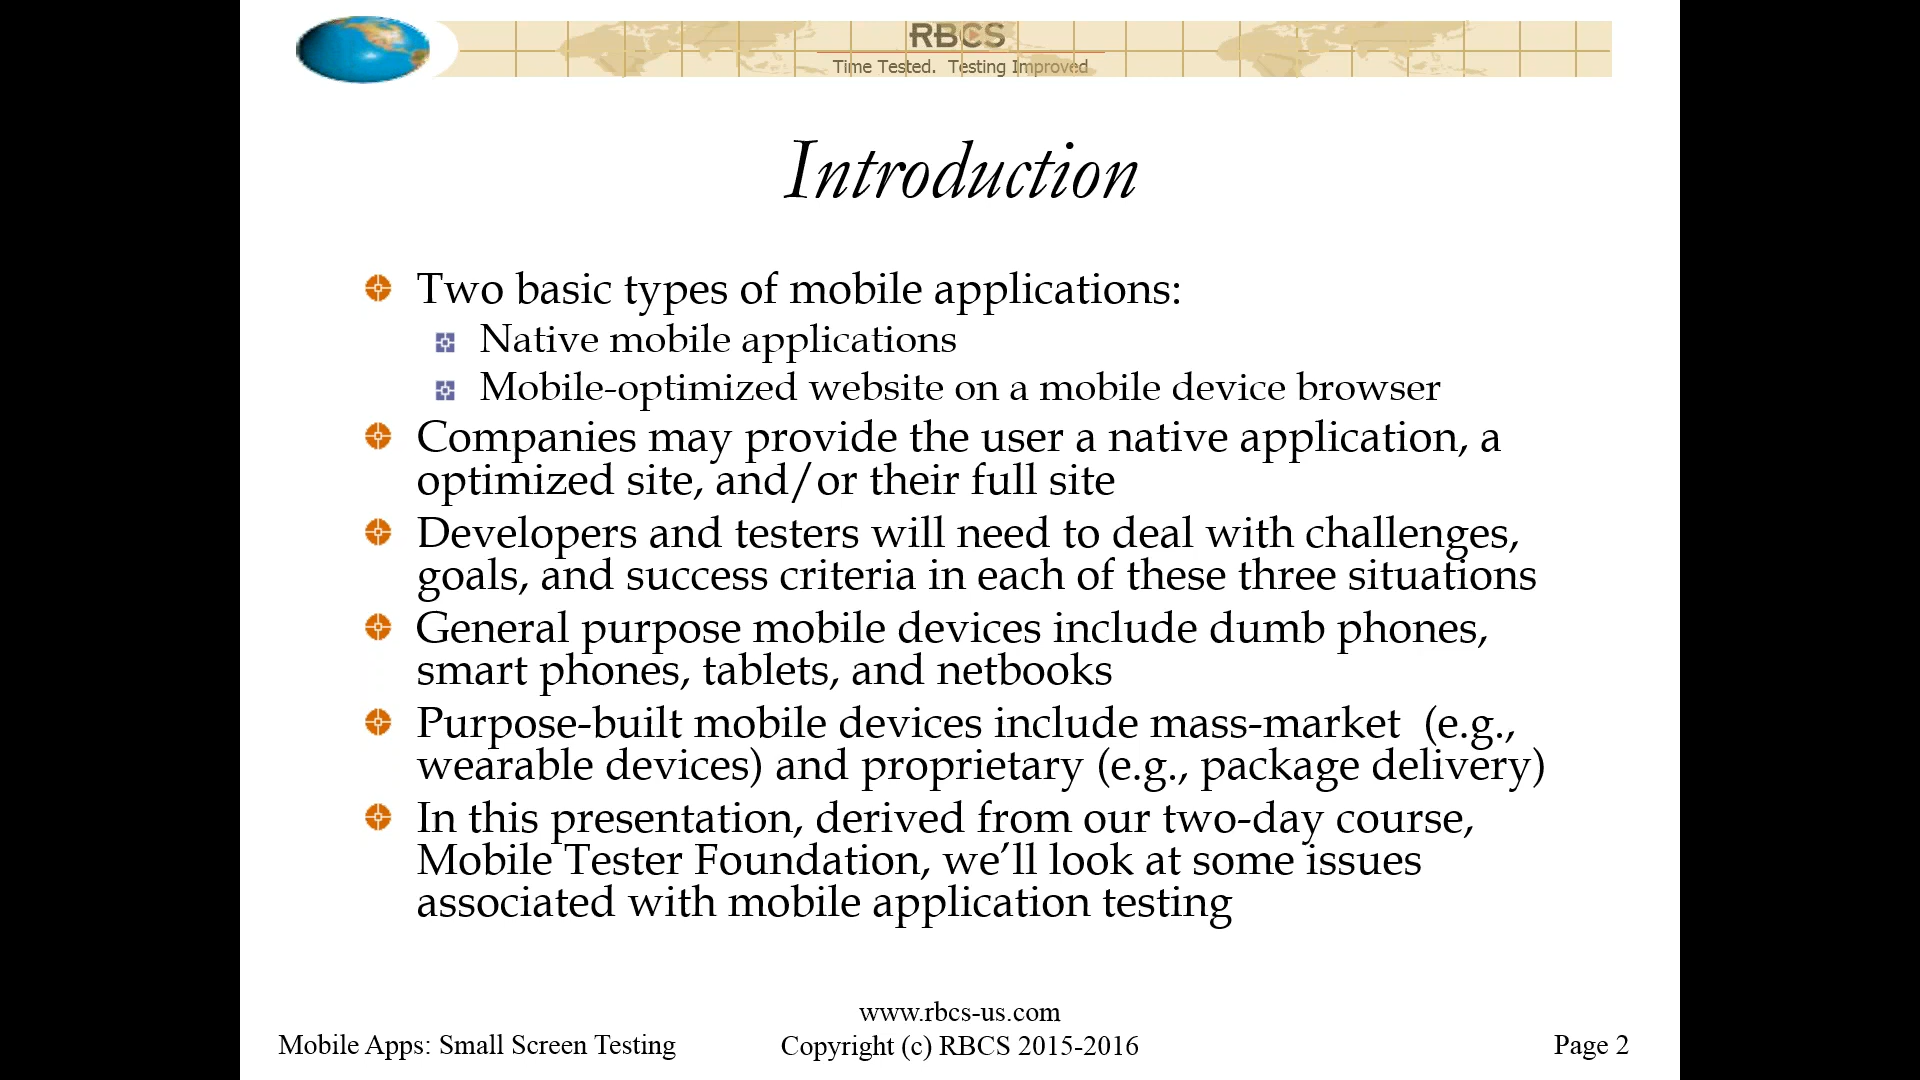 RBCS
Time Tested. Testing Improved
Introduction
Two basic types of mobile applications:
Native mobile applications
Mobile-optimized website on a mobile device browser
Companies may provide the user a native application, a
optimized site, and/or their full site
Developers and testers will need to deal with challenges,
goals, and success criteria in each of these three situations
General purpose mobile devices include dumb phones,
smart phones, tablets, and netbooks
Purpose-built mobile devices include mass-market (e.g.,
wearable devices) and proprietary (e.g., package delivery)
In this presentation, derived from our two-day course,
Mobile Tester Foundation, we’ll look at some issues
associated with mobile application testing
www.rbcs-us.com
Mobile Apps: Small Screen Testing Copyright (c) RBCS 2015-2016 Page 2